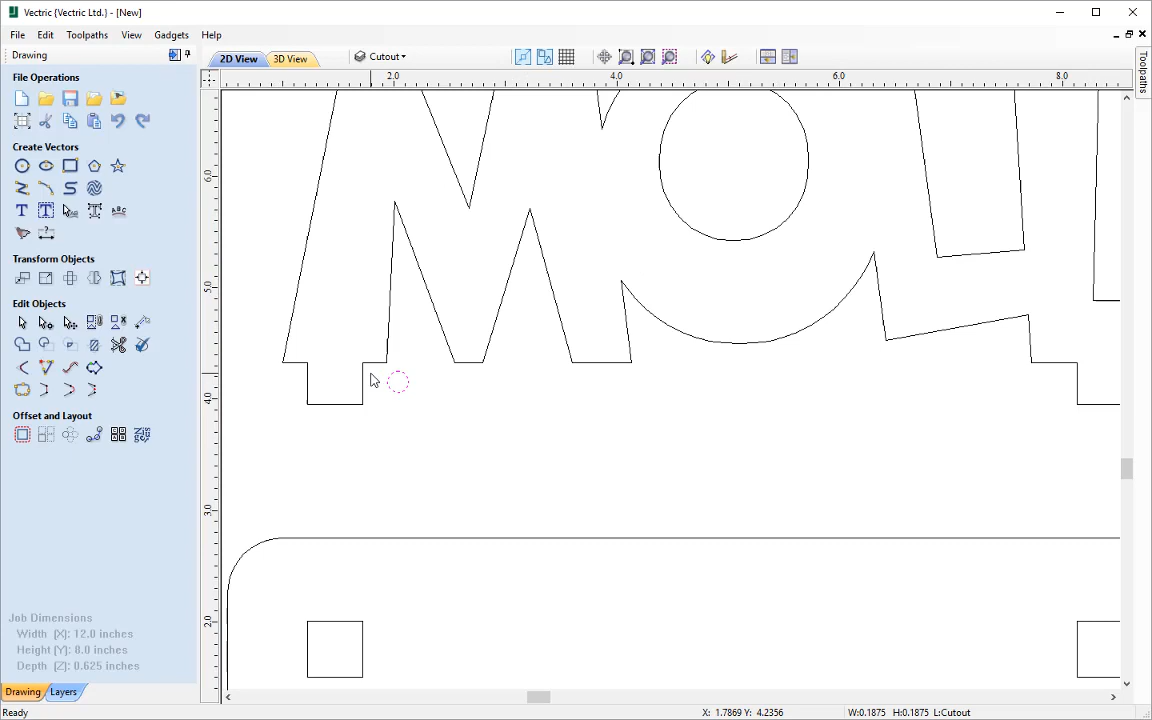 Vectric {Vectric Ltd.} - [New]
File Edit Toolpaths View Gadgets Help
Drawing
2D View 3D View Cutout
File Operations
Create Vectors
Transform Objects
Edit Objects
Offset and Layout
2.0 4.0 6.0 8.0
6.0
5.0
4.0
3.0
2.0
Mo
Toolpaths
Job Dimensions
Width (X): 12.0 inches
Height (Y): 8.0 inches
Depth (Z): 0.625 inches
Drawing Layers
Ready X: 1.7869 Y: 4.2356 W:0.1875 H:0.1875 L:Cutout